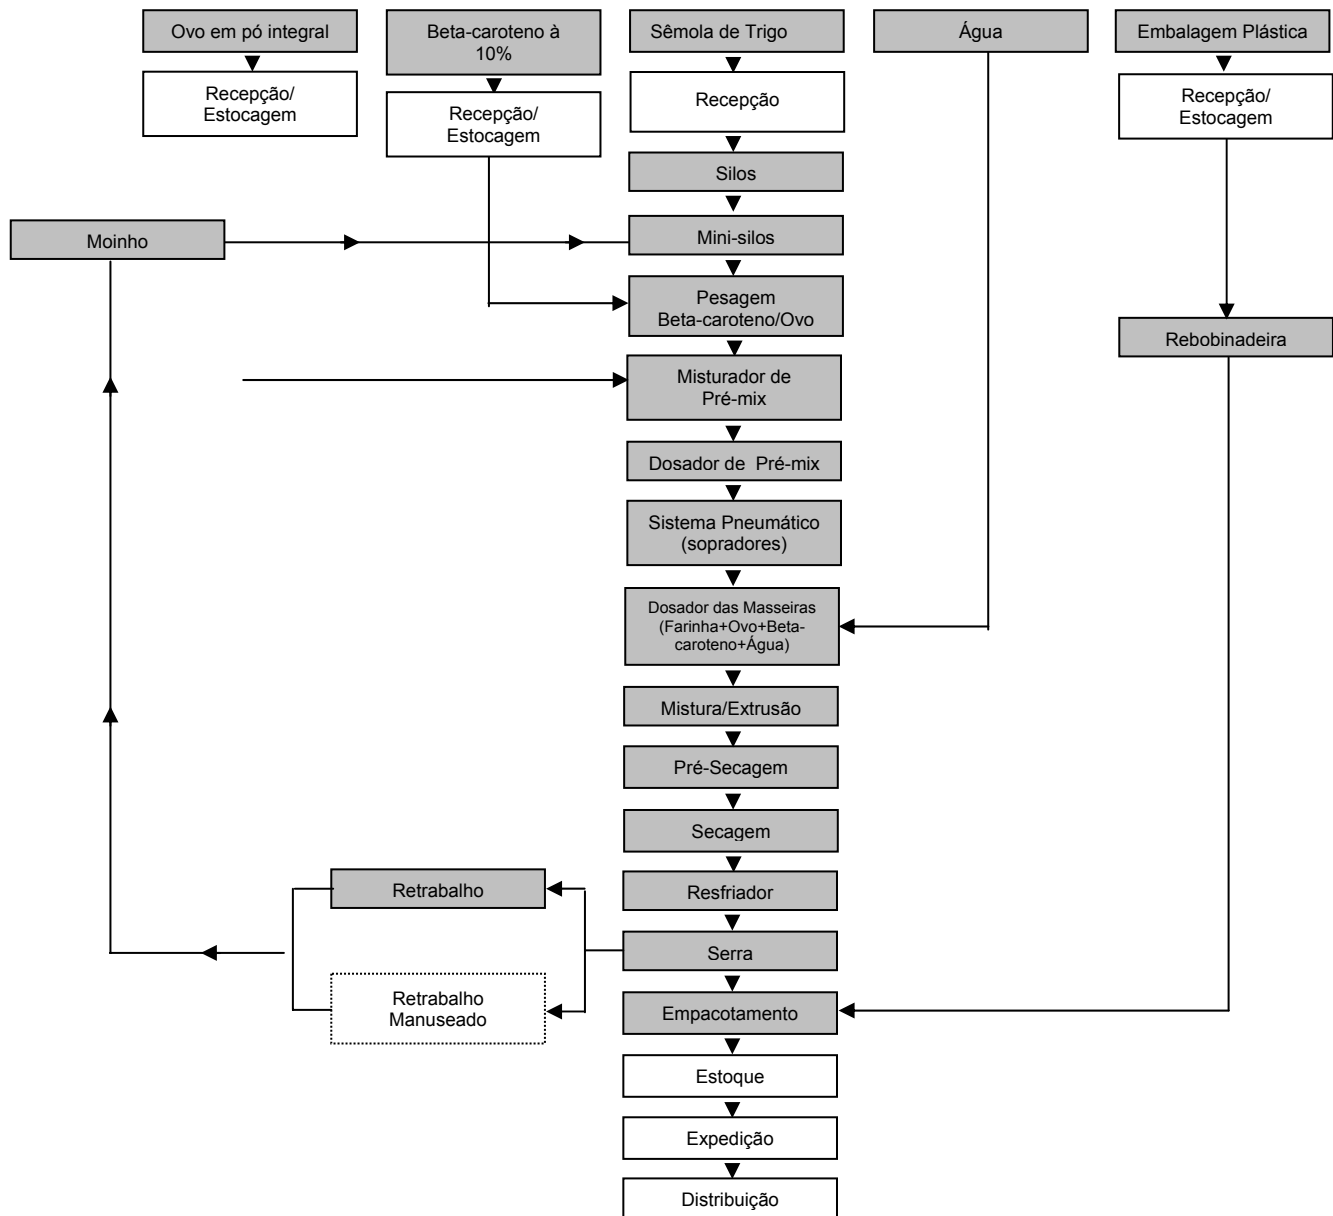 Ovo em pó integral
Beta-caroteno à
10%
Sêmola de Trigo
Água
Embalagem Plástica
Recepção/
Estocagem
Recepção/
Estocagem
Recepção
Recepção/
Estocagem
Silos
Moinho
Mini-silos
Pesagem
Beta-caroteno/Ovo
Rebobinadeira
Misturador de
Pré-mix
Dosador de Pré-mix
Sistema Pneumático
(sopradores)
Dosador das Masseiras
(Farinha+Ovo+Beta-
caroteno+Água)
Mistura/Extrusão
Pré-Secagem
Secagem
Retrabalho
Resfriador
Serra
Retrabalho
Manuseado
Empacotamento
Estoque
Expedição
Distribuição